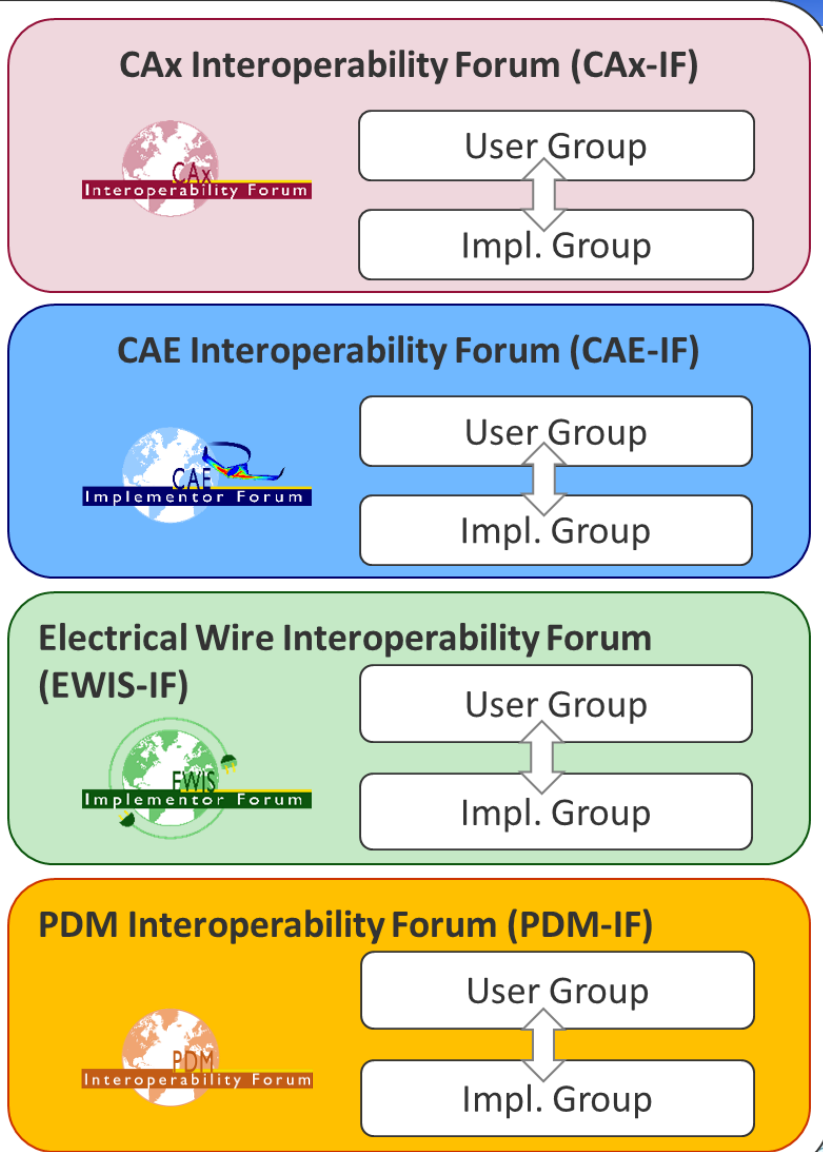 CAx Interoperability Forum (CAx-IF)
User Group
CAx
Interoperability Forum
Impl. Group
CAE Interoperability Forum (CAE-IF)
User Group
CAE
Implementor Forum
Impl. Group
Electrical Wire Interoperability Forum
(EWIS-IF)
User Group
EWIS
Implementor Forum
Impl. Group
PDM Interoperability Forum (PDM-IF)
User Group
PDM
Interoperability Forum
Impl. Group